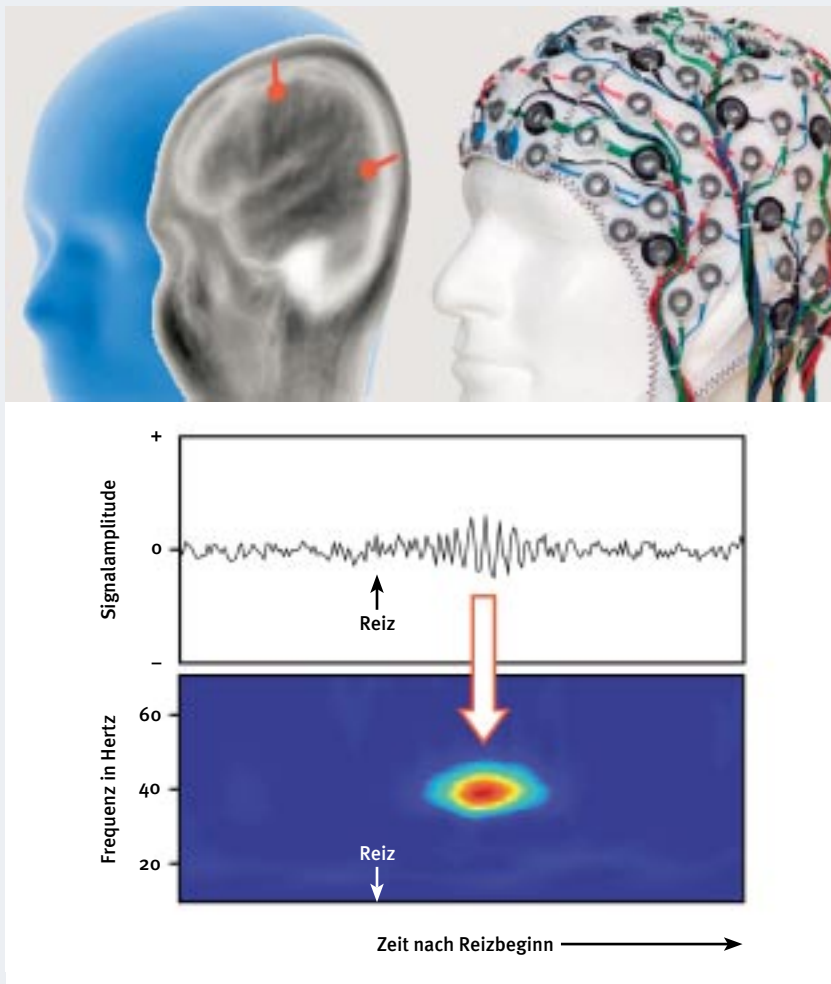 +
Signalamplitude
0
Reiz
–
Frequenz in Hertz
60
40
20
Reiz
Zeit nach Reizbeginn